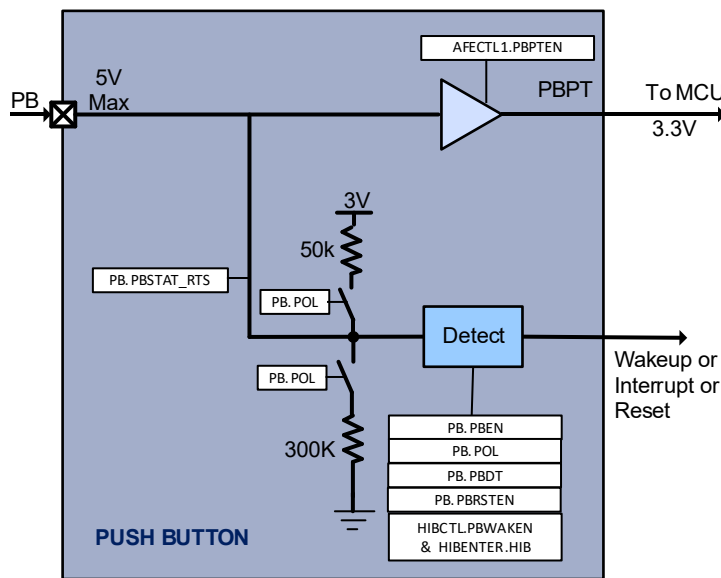 AFECTL1.PBPTEN
5V
Max
PB
PBPT
To MCU
3.3V
3V
50k
PB.PBSTAT_RTS
PB.POL
Detect
PB.POL
Wakeup or
Interrupt or
Reset
300K
PB.PBEN
PB.POL
PB.PBDT
PB.PBRSTEN
HIBCTL.PBWAKEN
& HIBENTER.HIB
PUSH BUTTON